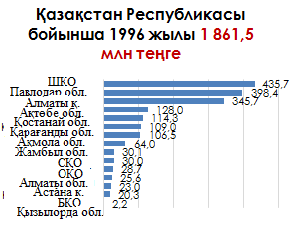 Қазақстан Республикасы
бойынша 1996 жылы 1 861,5
млн теңге
ШҚО
Павлодар обл.
Алматы қ.
Ақтөбе обл.
Қостанай обл.
Қарағанды обл.
Ақмола обл.
Жамбыл обл.
СҚО
ОҚО
Алматы обл.
Астана қ.
БҚО
Қызылорда обл.
435,7
398,4
345,7
128,0
114,3
109,0
106,5
64,0
30,1
30,0
28,7
25,6
23,0
20,3
2,2